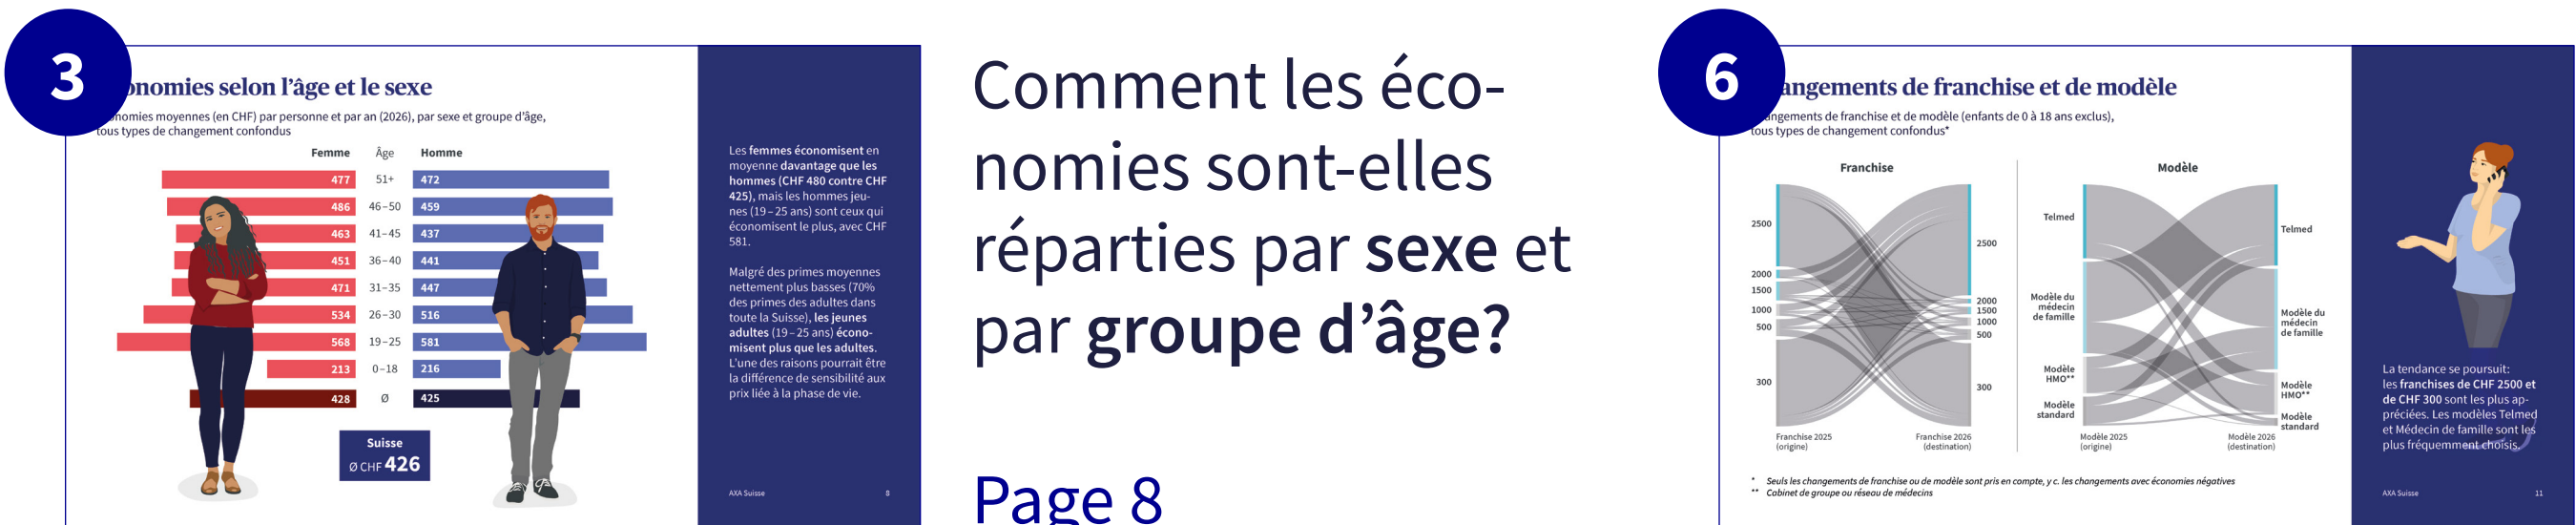 3
onomies selon l'âge et le sexe
nomies moyennes (en CHF) par personne et par an (2026), par sexe et groupe d'âge,
tous types de changement confondus
Femme Âge Homme
477 51+ 472
486 46–50 459
463 41–45 437
451 36–40 441
471 31–35 447
534 26–30 516
568 19–25 581
213 0–18 216
428 Ø 425
Suisse
Ø CHF 426
Les femmes économisent en
moyenne davantage que les
hommes (CHF 480 contre CHF
425), mais les hommes jeu-
nes (19–25 ans) sont ceux qui
économisent le plus, avec CHF
581.
Malgré des primes moyennes
nettement plus basses (70%
des primes des adultes dans
toute la Suisse), les jeunes
adultes (19–25 ans) écono-
misent plus que les adultes.
L'une des raisons pourrait être
la différence de sensibilité aux
prix liée à la phase de vie.
AXA Suisse 8
Comment les éco-
nomies sont-elles
réparties par sexe et
par groupe d'âge?
Page 8
6
angements de franchise et de modèle
angements de franchise et de modèle (enfants de 0 à 18 ans exclus),
tous types de changement confondus*
Franchise
2500
2000
1500
1000
500
300
2500
2000
1500
1000
500
300
Franchise 2025
(origine)
Franchise 2026
(destination)
Modèle
Telmed
Modèle du
médecin
de famille
Modèle
HMO**
Modèle
standard
Telmed
Modèle du
médecin
de famille
Modèle
HMO**
Modèle
standard
Modèle 2025
(origine)
Modèle 2026
(destination)
* Seuls les changements de franchise ou de modèle sont pris en compte, y c. les changements avec économies négatives
** Cabinet de groupe ou réseau de médecins
La tendance se poursuit:
les franchises de CHF 2500 et
de CHF 300 sont les plus ap-
préciées. Les modèles Telmed
et Médecin de famille sont les
plus fréquemment choisis.
AXA Suisse 11